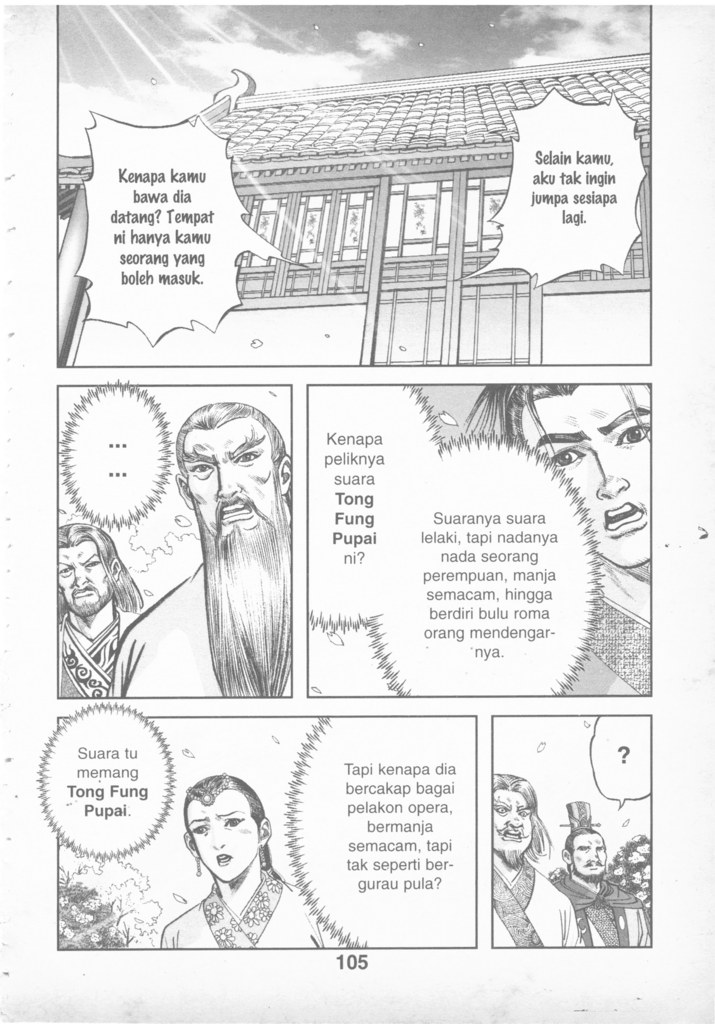 Kenapa kamu
bawa dia
datang? Tempat
ni hanya kamu
seorang yang
boleh masuk.
Selain kamu,
aku tak ingin
jumpa sesiapa
lagi.
...
...
Kenapa
peliknya
suara
Tong
Fung
Pupai
ni?
Suaranya suara
lelaki, tapi nadanya
nada seorang
perempuan, manja
semacam, hingga
berdiri bulu roma
orang mendengar-
nya.
Suara tu
memang
Tong Fung
Pupai.
Tapi kenapa dia
bercakap bagai
pelakon opera,
bermanja
semacam, tapi
tak seperti ber-
gurau pula?
?
105